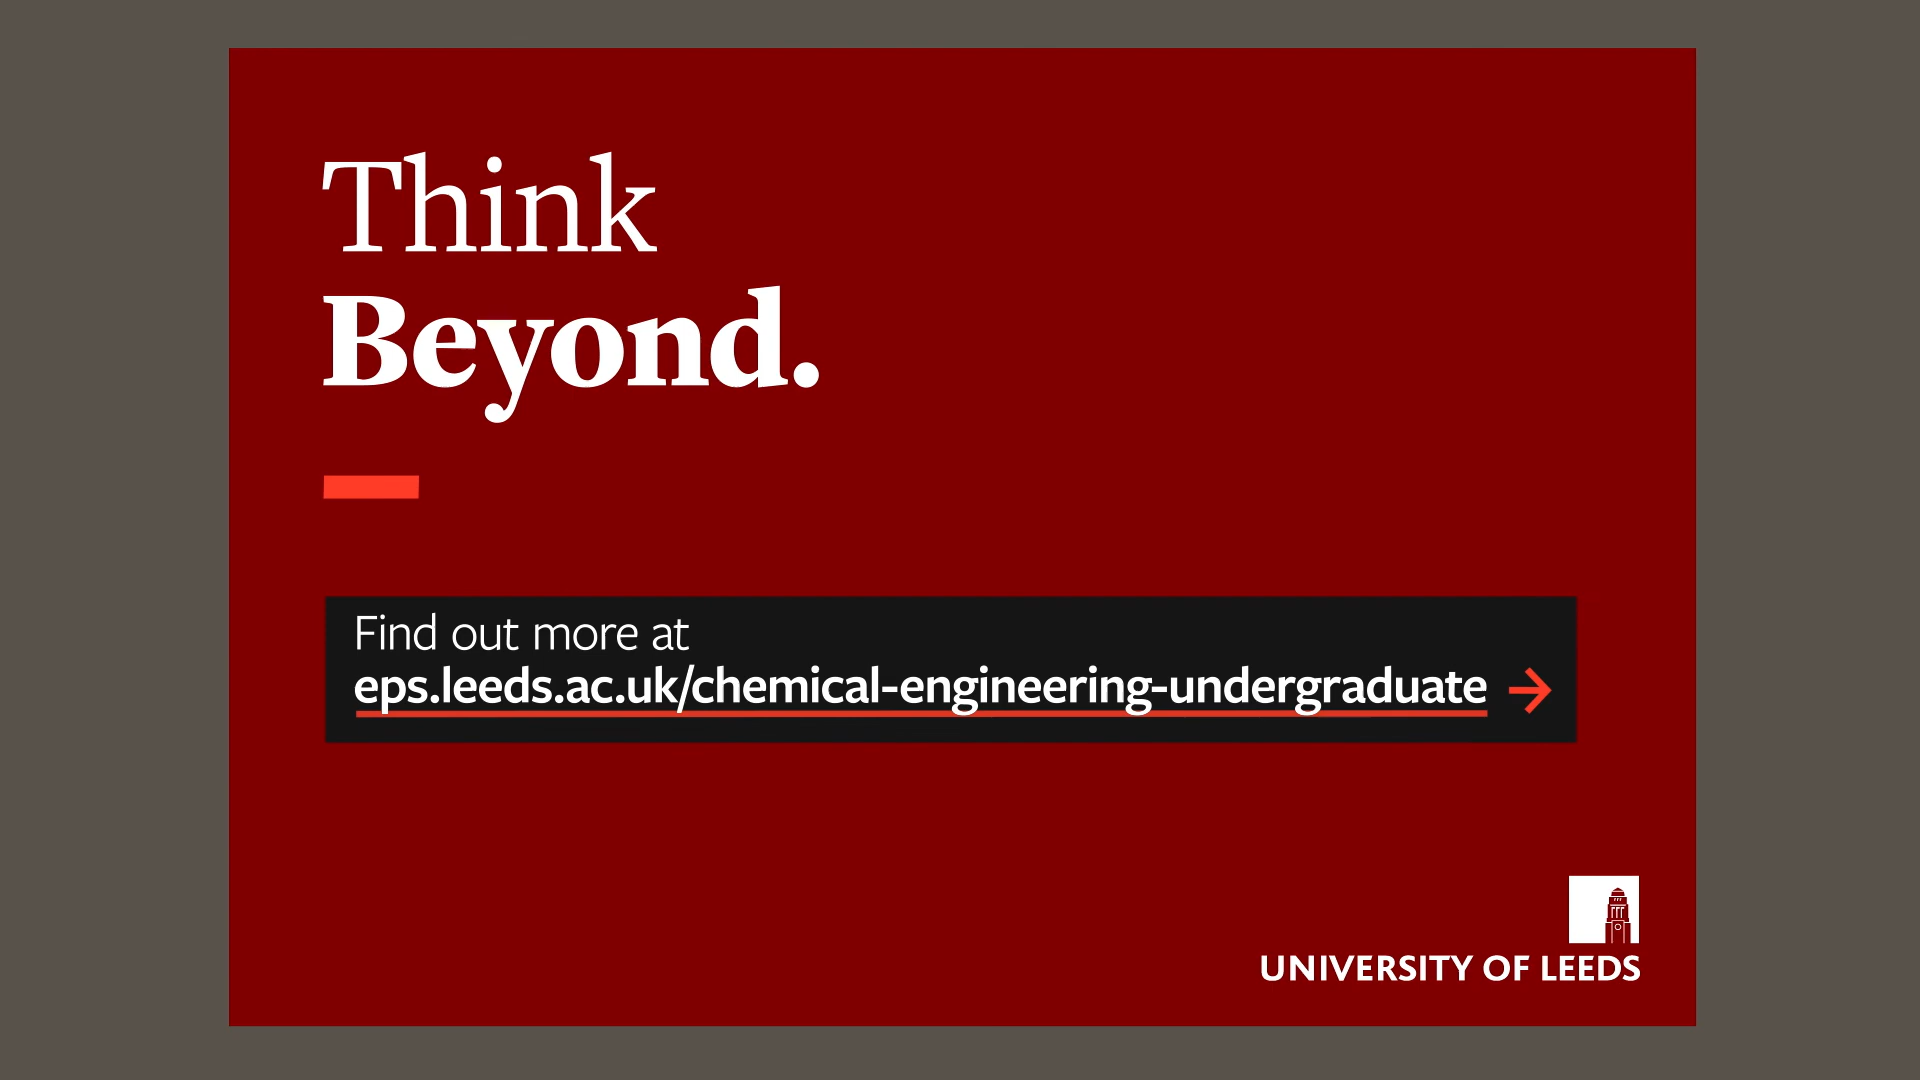 Think
Beyond.
Find out more at
eps.leeds.ac.uk/chemical-engineering-undergraduate
UNIVERSITY OF LEEDS